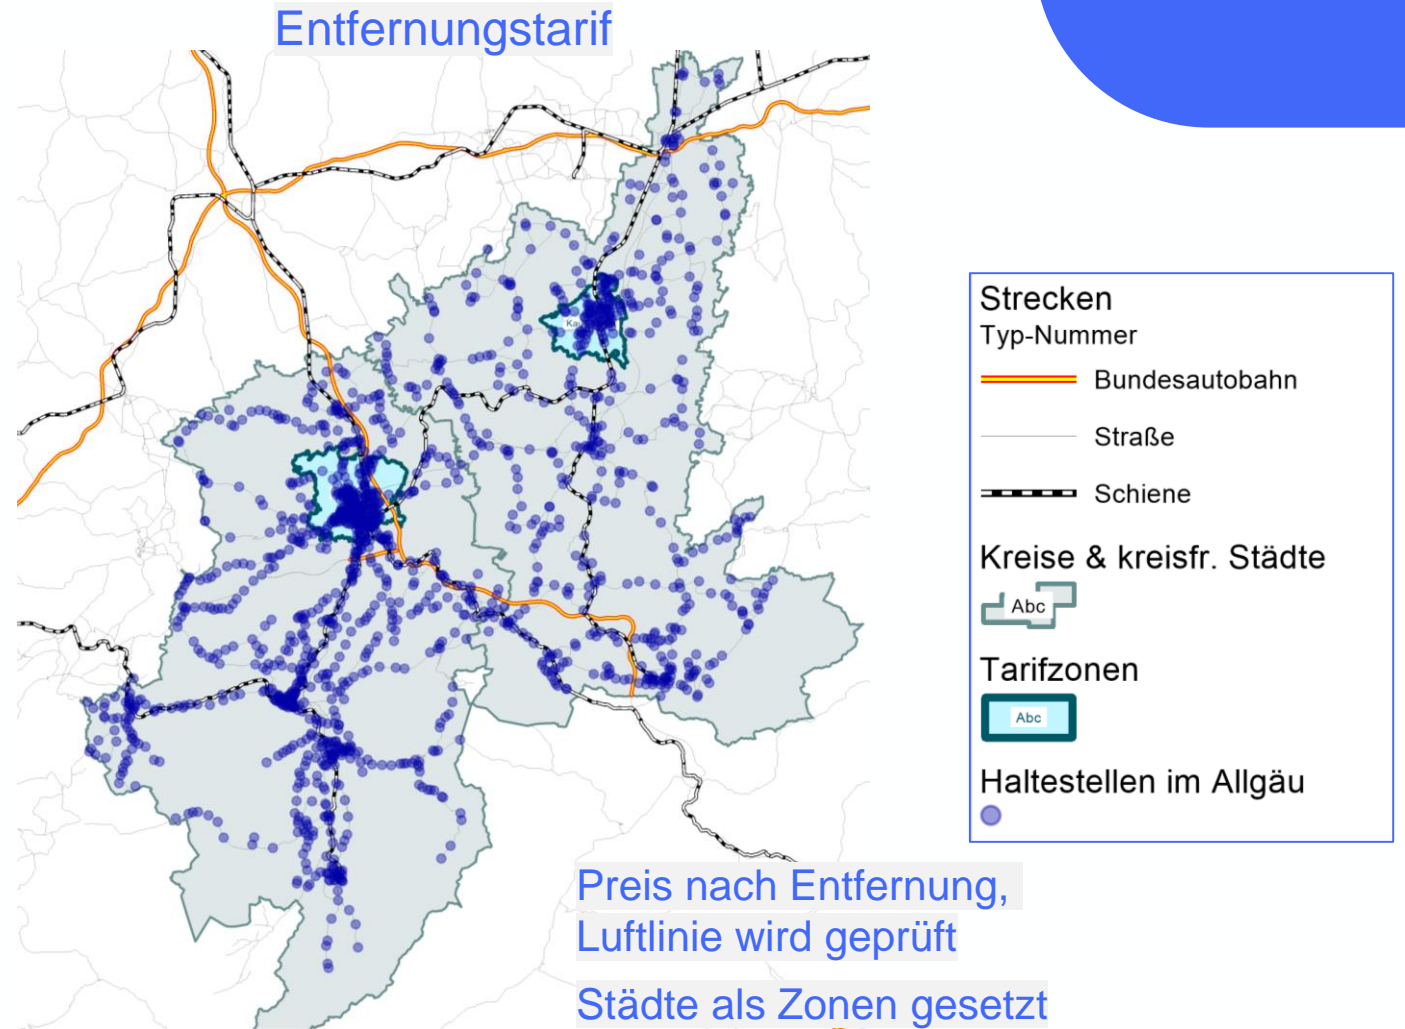 Entfernungstarif
Strecken
Typ-Nummer
Bundesautobahn
Straße
Schiene
Kreise & kreisfr. Städte
Abc
Tarifzonen
Abc
Haltestellen im Allgäu
Preis nach Entfernung,
Luftlinie wird geprüft
Städte als Zonen gesetzt